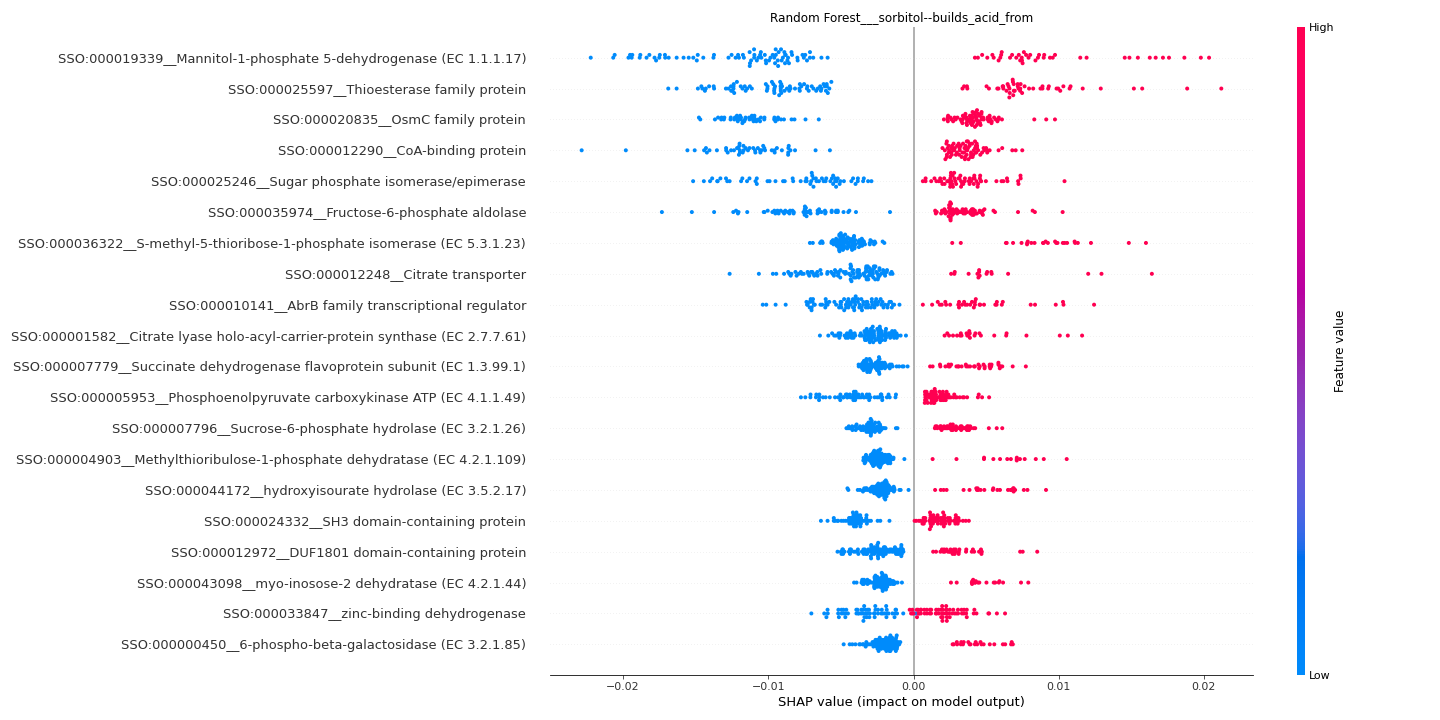 Random Forest___sorbitol--builds_acid_from
High
SSO:000019339__Mannitol-1-phosphate 5-dehydrogenase (EC 1.1.1.17)
SSO:000025597__Thioesterase family protein
SSO:000020835__OsmC family protein
SSO:000012290__CoA-binding protein
SSO:000025246__Sugar phosphate isomerase/epimerase
SSO:000035974__Fructose-6-phosphate aldolase
SSO:000036322__S-methyl-5-thioribose-1-phosphate isomerase (EC 5.3.1.23)
SSO:000012248__Citrate transporter
SSO:000010141__AbrB family transcriptional regulator
SSO:000001582__Citrate lyase holo-acyl-carrier-protein synthase (EC 2.7.7.61)
SSO:000007779__Succinate dehydrogenase flavoprotein subunit (EC 1.3.99.1)
SSO:000005953__Phosphoenolpyruvate carboxykinase ATP (EC 4.1.1.49)
SSO:000007796__Sucrose-6-phosphate hydrolase (EC 3.2.1.26)
SSO:000004903__Methylthioribulose-1-phosphate dehydratase (EC 4.2.1.109)
SSO:000044172__hydroxyisourate hydrolase (EC 3.5.2.17)
SSO:000024332__SH3 domain-containing protein
SSO:000012972__DUF1801 domain-containing protein
SSO:000043098__myo-inosose-2 dehydratase (EC 4.2.1.44)
SSO:000033847__zinc-binding dehydrogenase
SSO:000000450__6-phospho-beta-galactosidase (EC 3.2.1.85)
Feature value
Low
−0.02 −0.01 0.00 0.01 0.02
SHAP value (impact on model output)